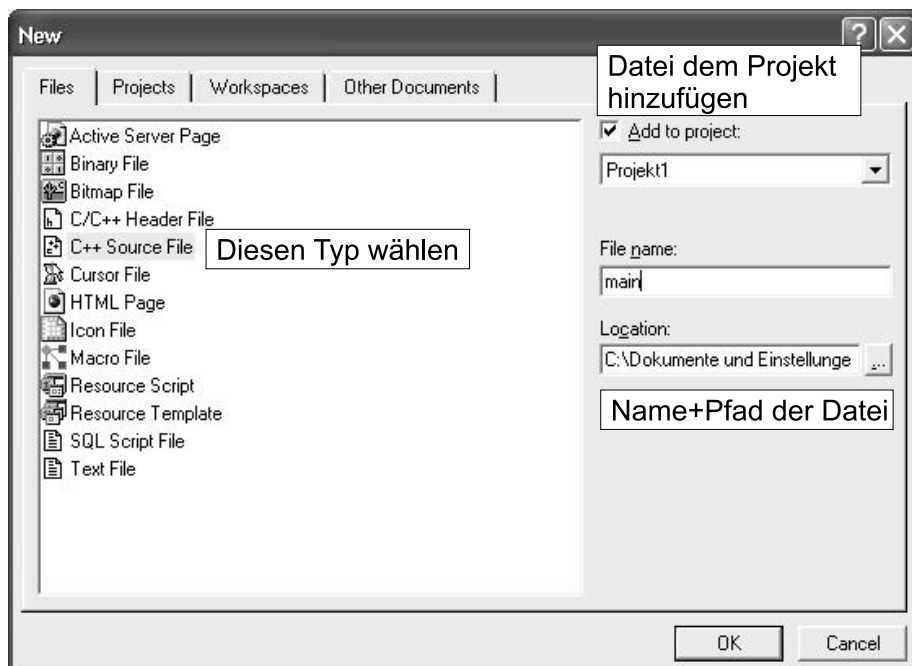 New
Files Projects Workspaces Other Documents
Datei dem Projekt
hinzufügen
Active Server Page
Binary File
Bitmap File
C/C++ Header File
C++ Source File
Diesen Typ wählen
Cursor File
HTML Page
Icon File
Macro File
Resource Script
Resource Template
SQL Script File
Text File
Add to project:
Projekt1
File name:
main
Location:
C:\Dokumente und Einstellunge ...
Name+Pfad der Datei
OK Cancel